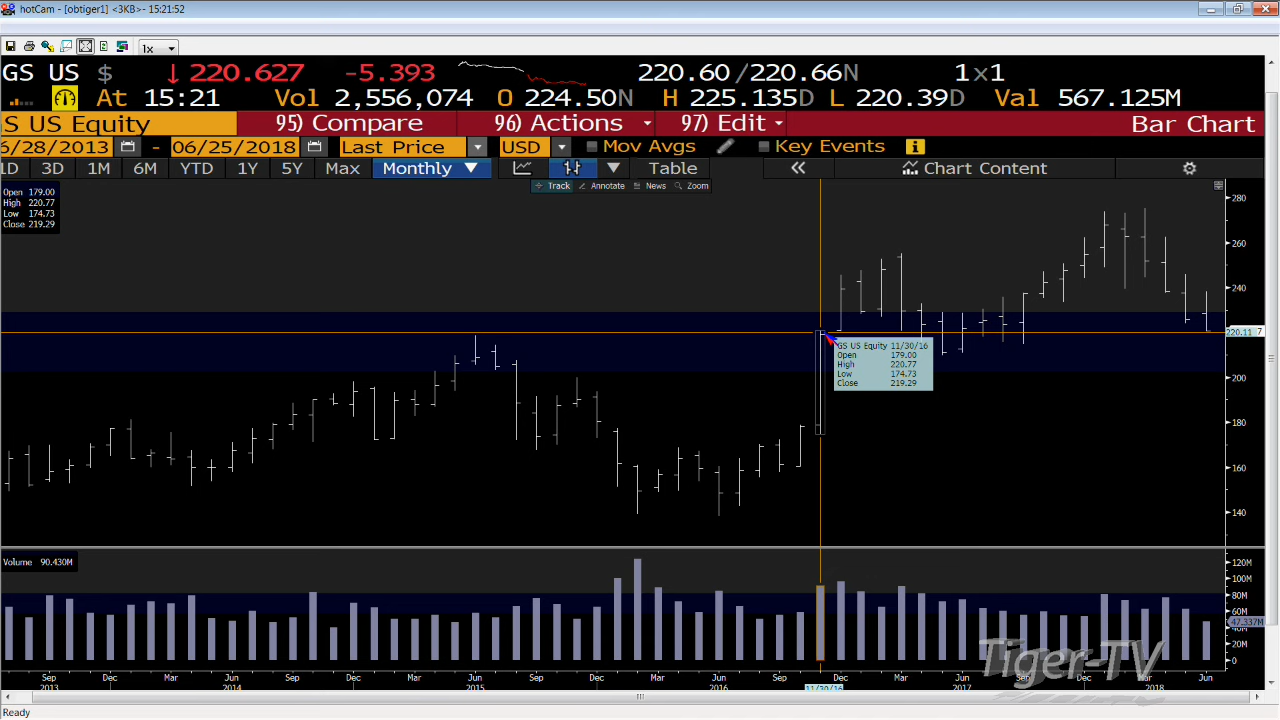 hotCam - [obtiger1] <3KB>- 15:21:52
1x
GS US $ ↓ 220.627 -5.393 220.60/220.66N 1x1
At 15:21 Vol 2,556,074 O 224.50N H 225.135D L 220.39D Val 567.125M
S US Equity 95) Compare 96) Actions 97) Edit Bar Chart
6/28/2013 - 06/25/2018 Last Price USD Mov Avgs Key Events
1D 3D 1M 6M YTD 1Y 5Y Max Monthly ▼ Table « Chart Content
Track Annotate News Zoom
Open 179.00
High 220.77
Low 174.73
Close 219.29
280
260
240
220.11 7
200
180
160
140
GS US Equity 11/30/16
Open 179.00
High 220.77
Low 174.73
Close 219.29
Volume 90.430M
120M
100M
80M
60M
47.337M
40M
20M
0
Tiger-TV
Sep Dec Mar Jun Sep Dec Mar Jun Sep Dec Mar Jun Sep Dec Mar Jun Sep Dec Mar Jun
2013 2014 2015 2016 11/30/16 2017 2018
Ready